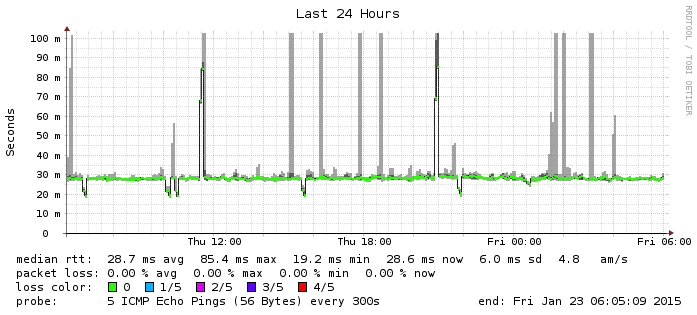 Last 24 Hours
RRDTOOL / TOBI OETIKER
Seconds
100 m
90 m
80 m
70 m
60 m
50 m
40 m
30 m
20 m
10 m
0
Thu 12:00 Thu 18:00 Fri 00:00 Fri 06:00
median rtt: 28.7 ms avg 85.4 ms max 19.2 ms min 28.6 ms now 6.0 ms sd 4.8 am/s
packet loss: 0.00 % avg 0.00 % max 0.00 % min 0.00 % now
loss color: 0 1/5 2/5 3/5 4/5
probe: 5 ICMP Echo Pings (56 Bytes) every 300s end: Fri Jan 23 06:05:09 2015